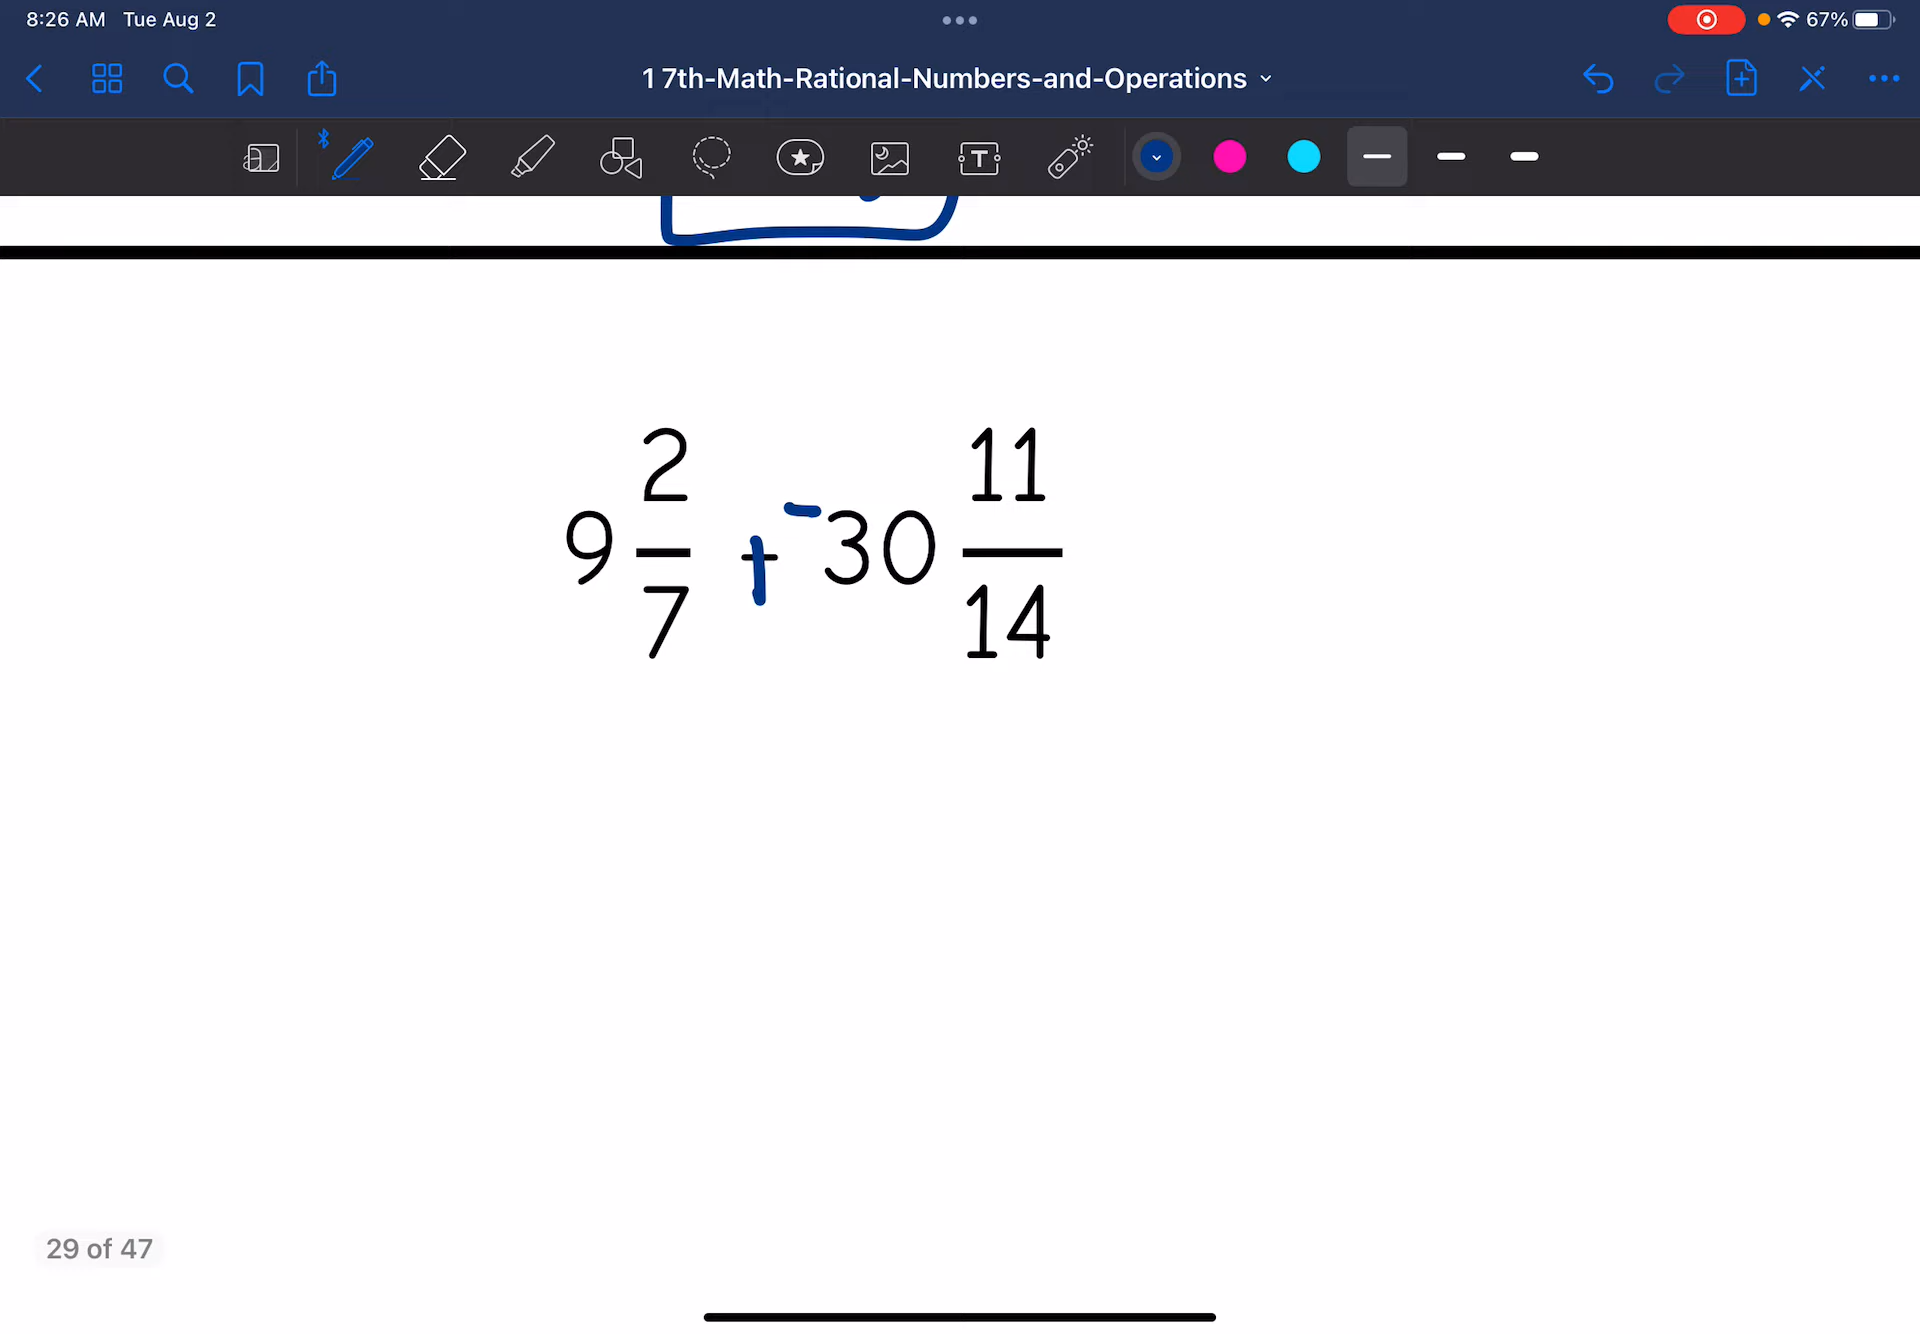 8:26 AM Tue Aug 2
67%
1 7th-Math-Rational-Numbers-and-Operations
T
9 2/7 + ⁻30 11/14
29 of 47